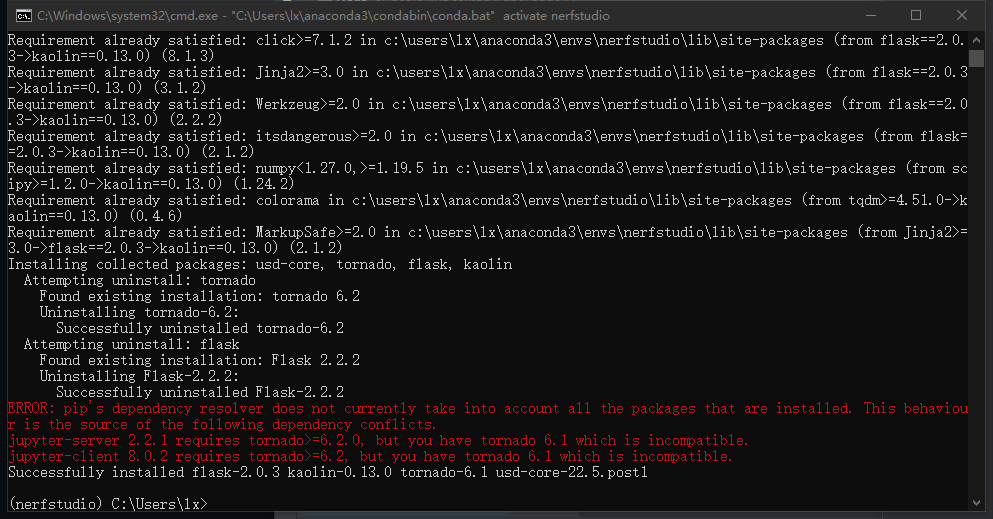 C:\Windows\system32\cmd.exe - "C:\Users\lx\anaconda3\condabin\conda.bat" activate nerfstudio
Requirement already satisfied: click>=7.1.2 in c:\users\lx\anaconda3\envs\nerfstudio\lib\site-packages (from flask==2.0.
3->kaolin==0.13.0) (8.1.3)
Requirement already satisfied: Jinja2>=3.0 in c:\users\lx\anaconda3\envs\nerfstudio\lib\site-packages (from flask==2.0.3
->kaolin==0.13.0) (3.1.2)
Requirement already satisfied: Werkzeug>=2.0 in c:\users\lx\anaconda3\envs\nerfstudio\lib\site-packages (from flask==2.0
.3->kaolin==0.13.0) (2.2.2)
Requirement already satisfied: itsdangerous>=2.0 in c:\users\lx\anaconda3\envs\nerfstudio\lib\site-packages (from flask=
=2.0.3->kaolin==0.13.0) (2.1.2)
Requirement already satisfied: numpy<1.27.0,>=1.19.5 in c:\users\lx\anaconda3\envs\nerfstudio\lib\site-packages (from sc
ipy>=1.2.0->kaolin==0.13.0) (1.24.2)
Requirement already satisfied: colorama in c:\users\lx\anaconda3\envs\nerfstudio\lib\site-packages (from tqdm>=4.51.0->k
aolin==0.13.0) (0.4.6)
Requirement already satisfied: MarkupSafe>=2.0 in c:\users\lx\anaconda3\envs\nerfstudio\lib\site-packages (from Jinja2>=
3.0->flask==2.0.3->kaolin==0.13.0) (2.1.2)
Installing collected packages: usd-core, tornado, flask, kaolin
  Attempting uninstall: tornado
    Found existing installation: tornado 6.2
    Uninstalling tornado-6.2:
      Successfully uninstalled tornado-6.2
  Attempting uninstall: flask
    Found existing installation: Flask 2.2.2
    Uninstalling Flask-2.2.2:
      Successfully uninstalled Flask-2.2.2
ERROR: pip's dependency resolver does not currently take into account all the packages that are installed. This behaviou
r is the source of the following dependency conflicts.
jupyter-server 2.2.1 requires tornado>=6.2.0, but you have tornado 6.1 which is incompatible.
jupyter-client 8.0.2 requires tornado>=6.2, but you have tornado 6.1 which is incompatible.
Successfully installed flask-2.0.3 kaolin-0.13.0 tornado-6.1 usd-core-22.5.post1
(nerfstudio) C:\Users\lx>